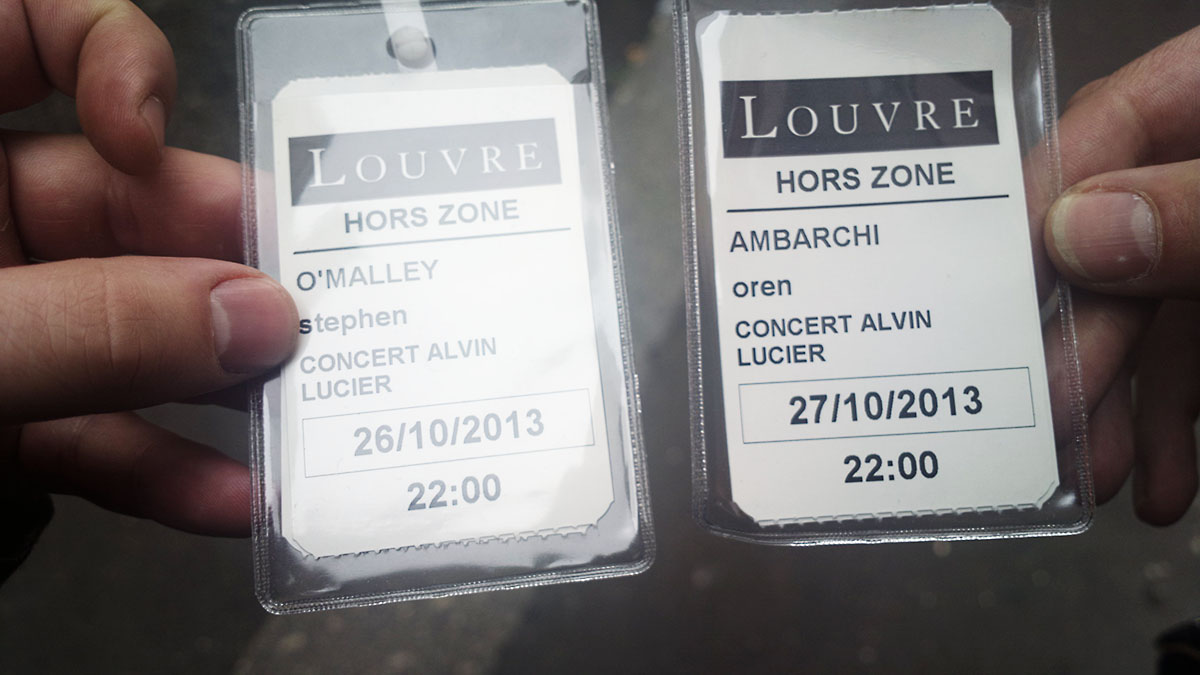 LOUVRE
HORS ZONE
O'MALLEY
stephen
CONCERT ALVIN
LUCIER
26/10/2013
22:00
LOUVRE
HORS ZONE
AMBARCHI
oren
CONCERT ALVIN
LUCIER
27/10/2013
22:00